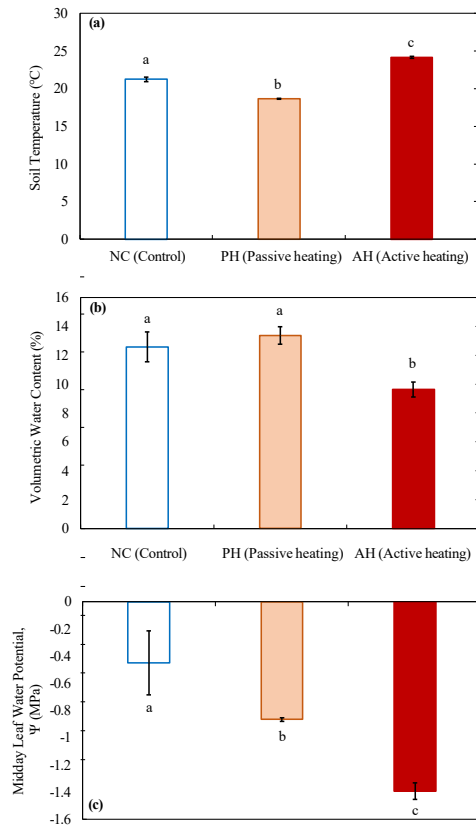 (a)
30
25
20
15
10
5
0
Soil Temperature (℃)
a
b
c
NC (Control) PH (Passive heating) AH (Active heating)
(b)
16
14
12
10
8
6
4
2
0
Volumetric Water Content (%)
a
a
b
NC (Control) PH (Passive heating) AH (Active heating)
0
-0.2
-0.4
-0.6
-0.8
-1
-1.2
-1.4
-1.6
Midday Leaf Water Potential,
Ψ (MPa)
a
b
c
(c)